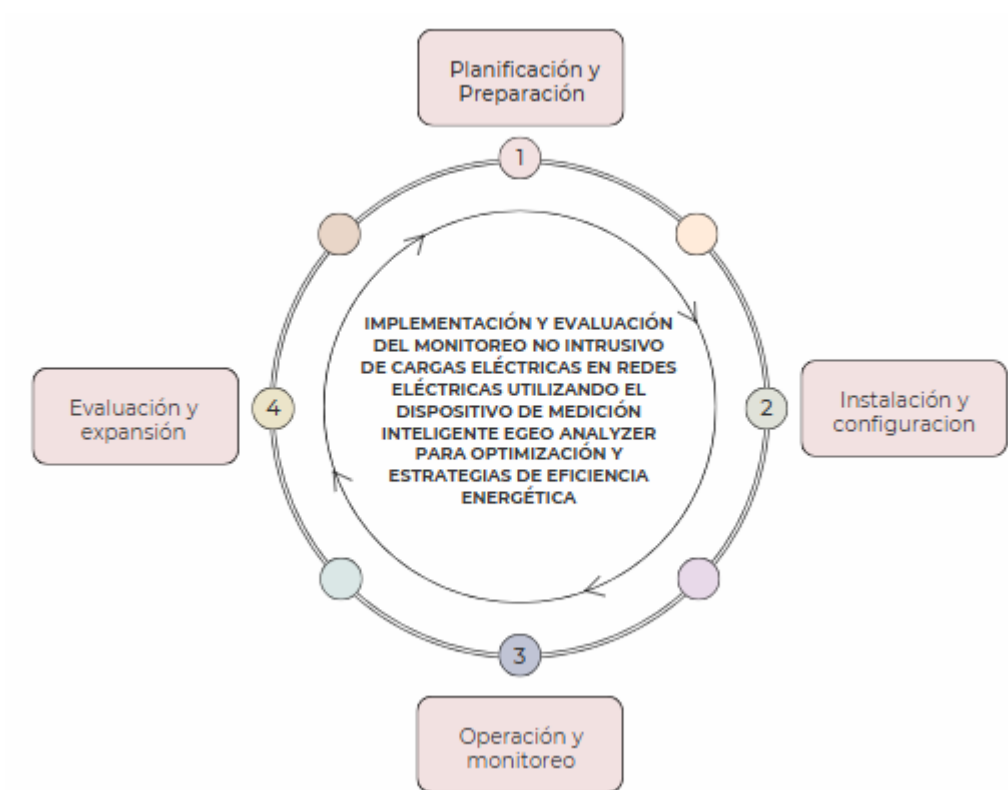 Planificación y
Preparación
1
IMPLEMENTACIÓN Y EVALUACIÓN
DEL MONITOREO NO INTRUSIVO
DE CARGAS ELÉCTRICAS EN REDES
ELÉCTRICAS UTILIZANDO EL
DISPOSITIVO DE MEDICIÓN
INTELIGENTE EGEO ANALYZER
PARA OPTIMIZACIÓN Y
ESTRATEGIAS DE EFICIENCIA
ENERGÉTICA
2
Instalación y
configuracion
3
Operación y
monitoreo
4
Evaluación y
expansión